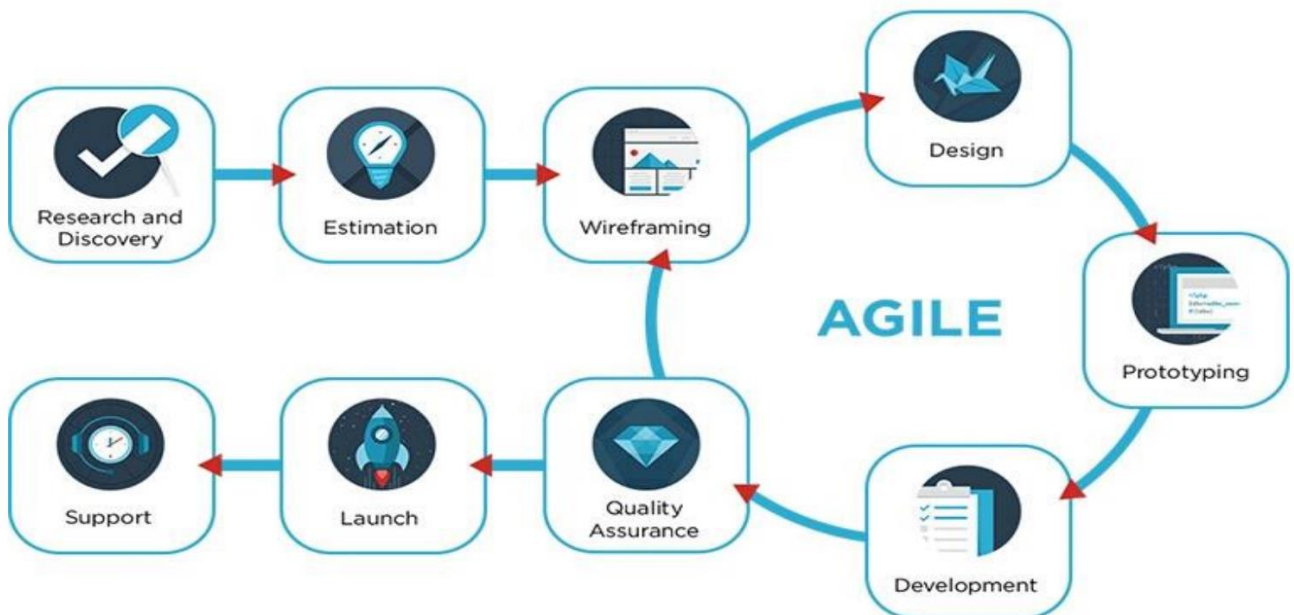 Research and
Discovery
Estimation
Wireframing
Design
AGILE
Prototyping
Development
Quality
Assurance
Launch
Support